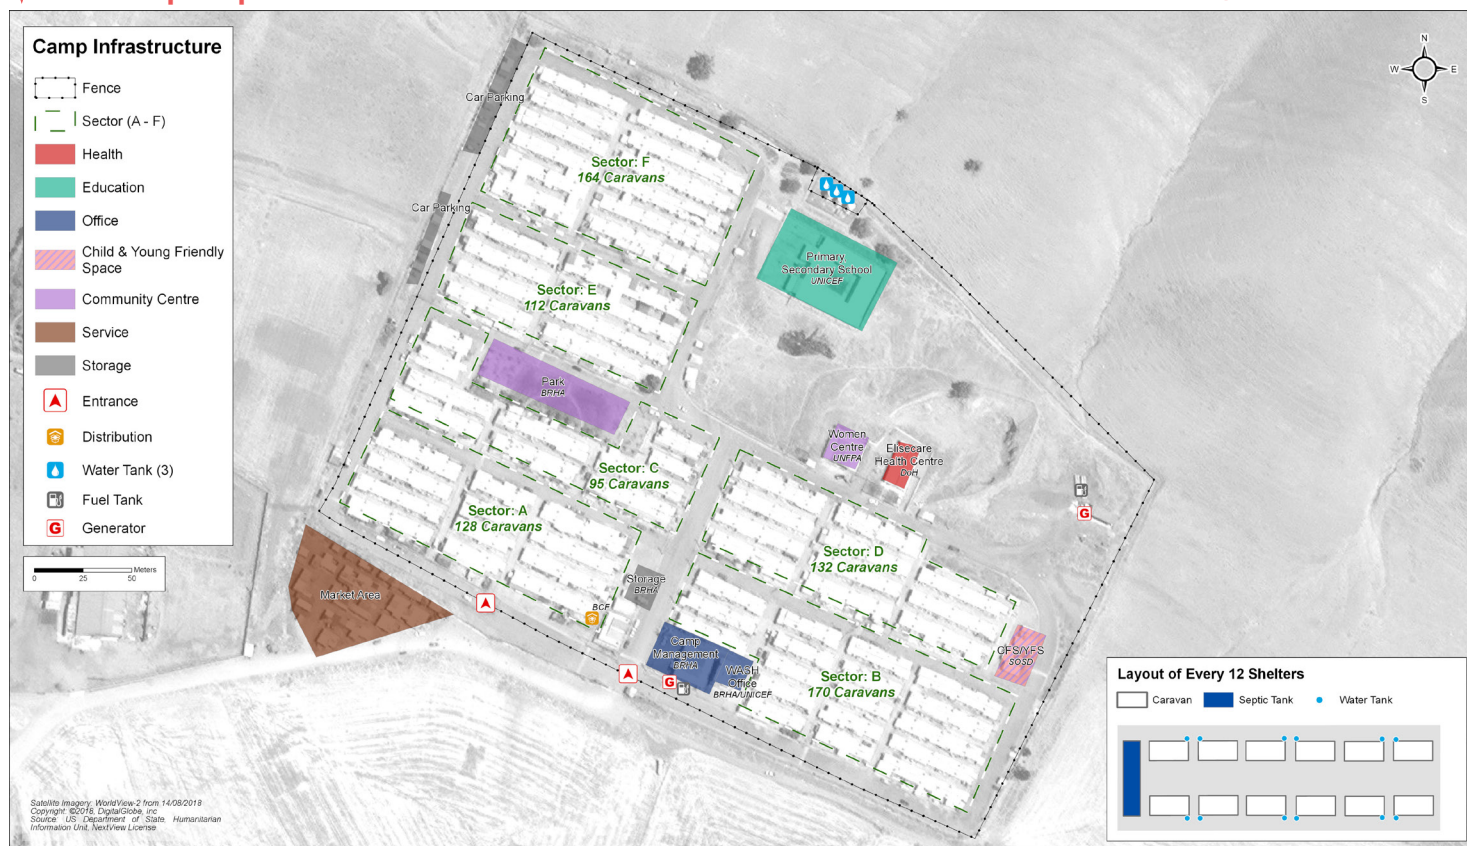 Camp Infrastructure
Fence
Sector (A - F)
Health
Education
Office
Child & Young Friendly
Space
Community Centre
Service
Storage
Entrance
Distribution
Water Tank (3)
Fuel Tank
G Generator
Meters
0 25 50
N
W E
S
Car Parking
Car Parking
Sector: F
164 Caravans
Sector: E
112 Caravans
Primary,
Secondary School
UNICEF
Park
BRHA
Women
Centre
UNFPA
Elisecare
Health Centre
DoH
Sector: C
95 Caravans
Sector: A
128 Caravans
G
Sector: D
132 Caravans
Storage
BRHA
Market Area
BCF
Camp
Management
BRHA
WASH
Office
BRHA/UNICEF
G
CFS/YFS
SOSD
Sector: B
170 Caravans
Layout of Every 12 Shelters
Caravan Septic Tank Water Tank
Satellite Imagery: WorldView-2 from 14/08/2018
Copyright: ©2018, DigitalGlobe, Inc
Source: US Department of State, Humanitarian
Information Unit, NextView License